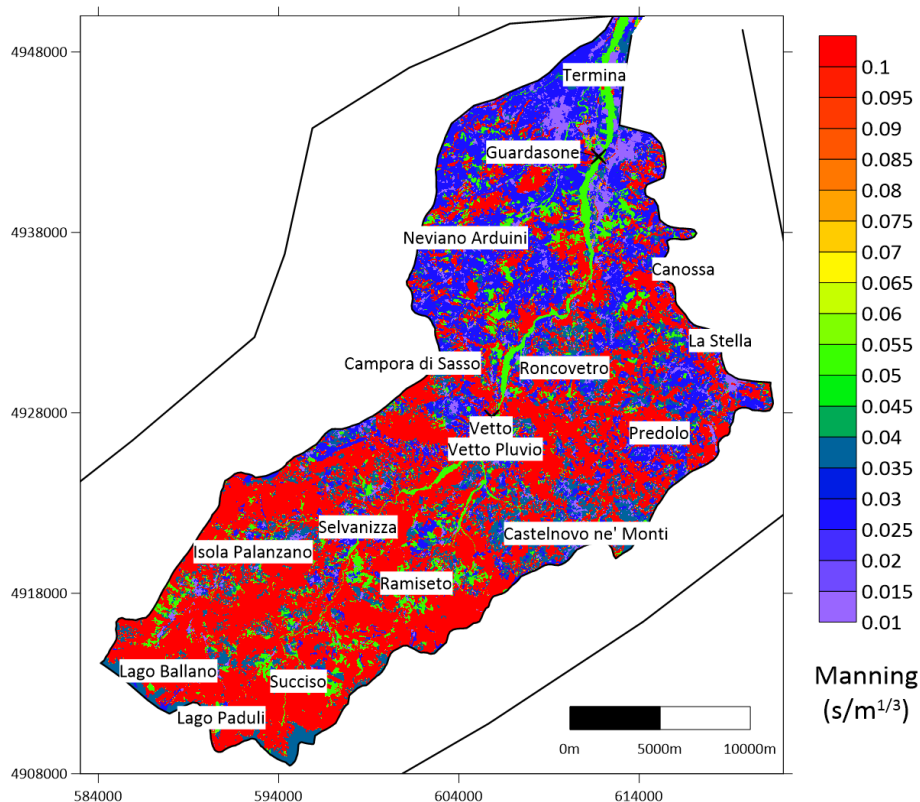 4948000
4938000
4928000
4918000
4908000
584000
594000
604000
614000
Termina
Guardasone
Neviano Arduini
Canossa
La Stella
Campora di Sasso
Roncovetro
Vetto
Vetto Pluvio
Predolo
Selvanizza
Castelnovo ne' Monti
Isola Palanzano
Ramiseto
Lago Ballano
Succiso
Lago Paduli
0m
5000m
10000m
0.1
0.095
0.09
0.085
0.08
0.075
0.07
0.065
0.06
0.055
0.05
0.045
0.04
0.035
0.03
0.025
0.02
0.015
0.01
Manning
(s/m^1/3)